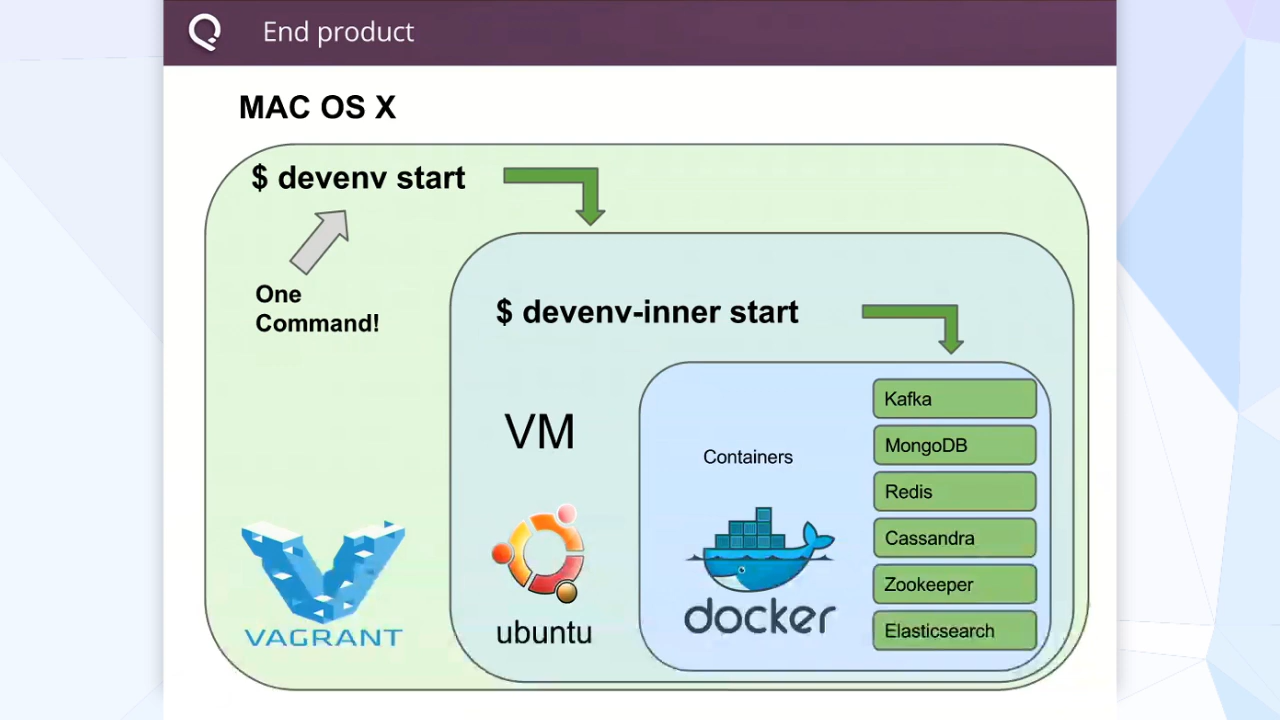 End product
MAC OS X
$ devenv start
One
Command!
$ devenv-inner start
VM
Containers
Kafka
MongoDB
Redis
Cassandra
Zookeeper
Elasticsearch
VAGRANT
ubuntu
docker